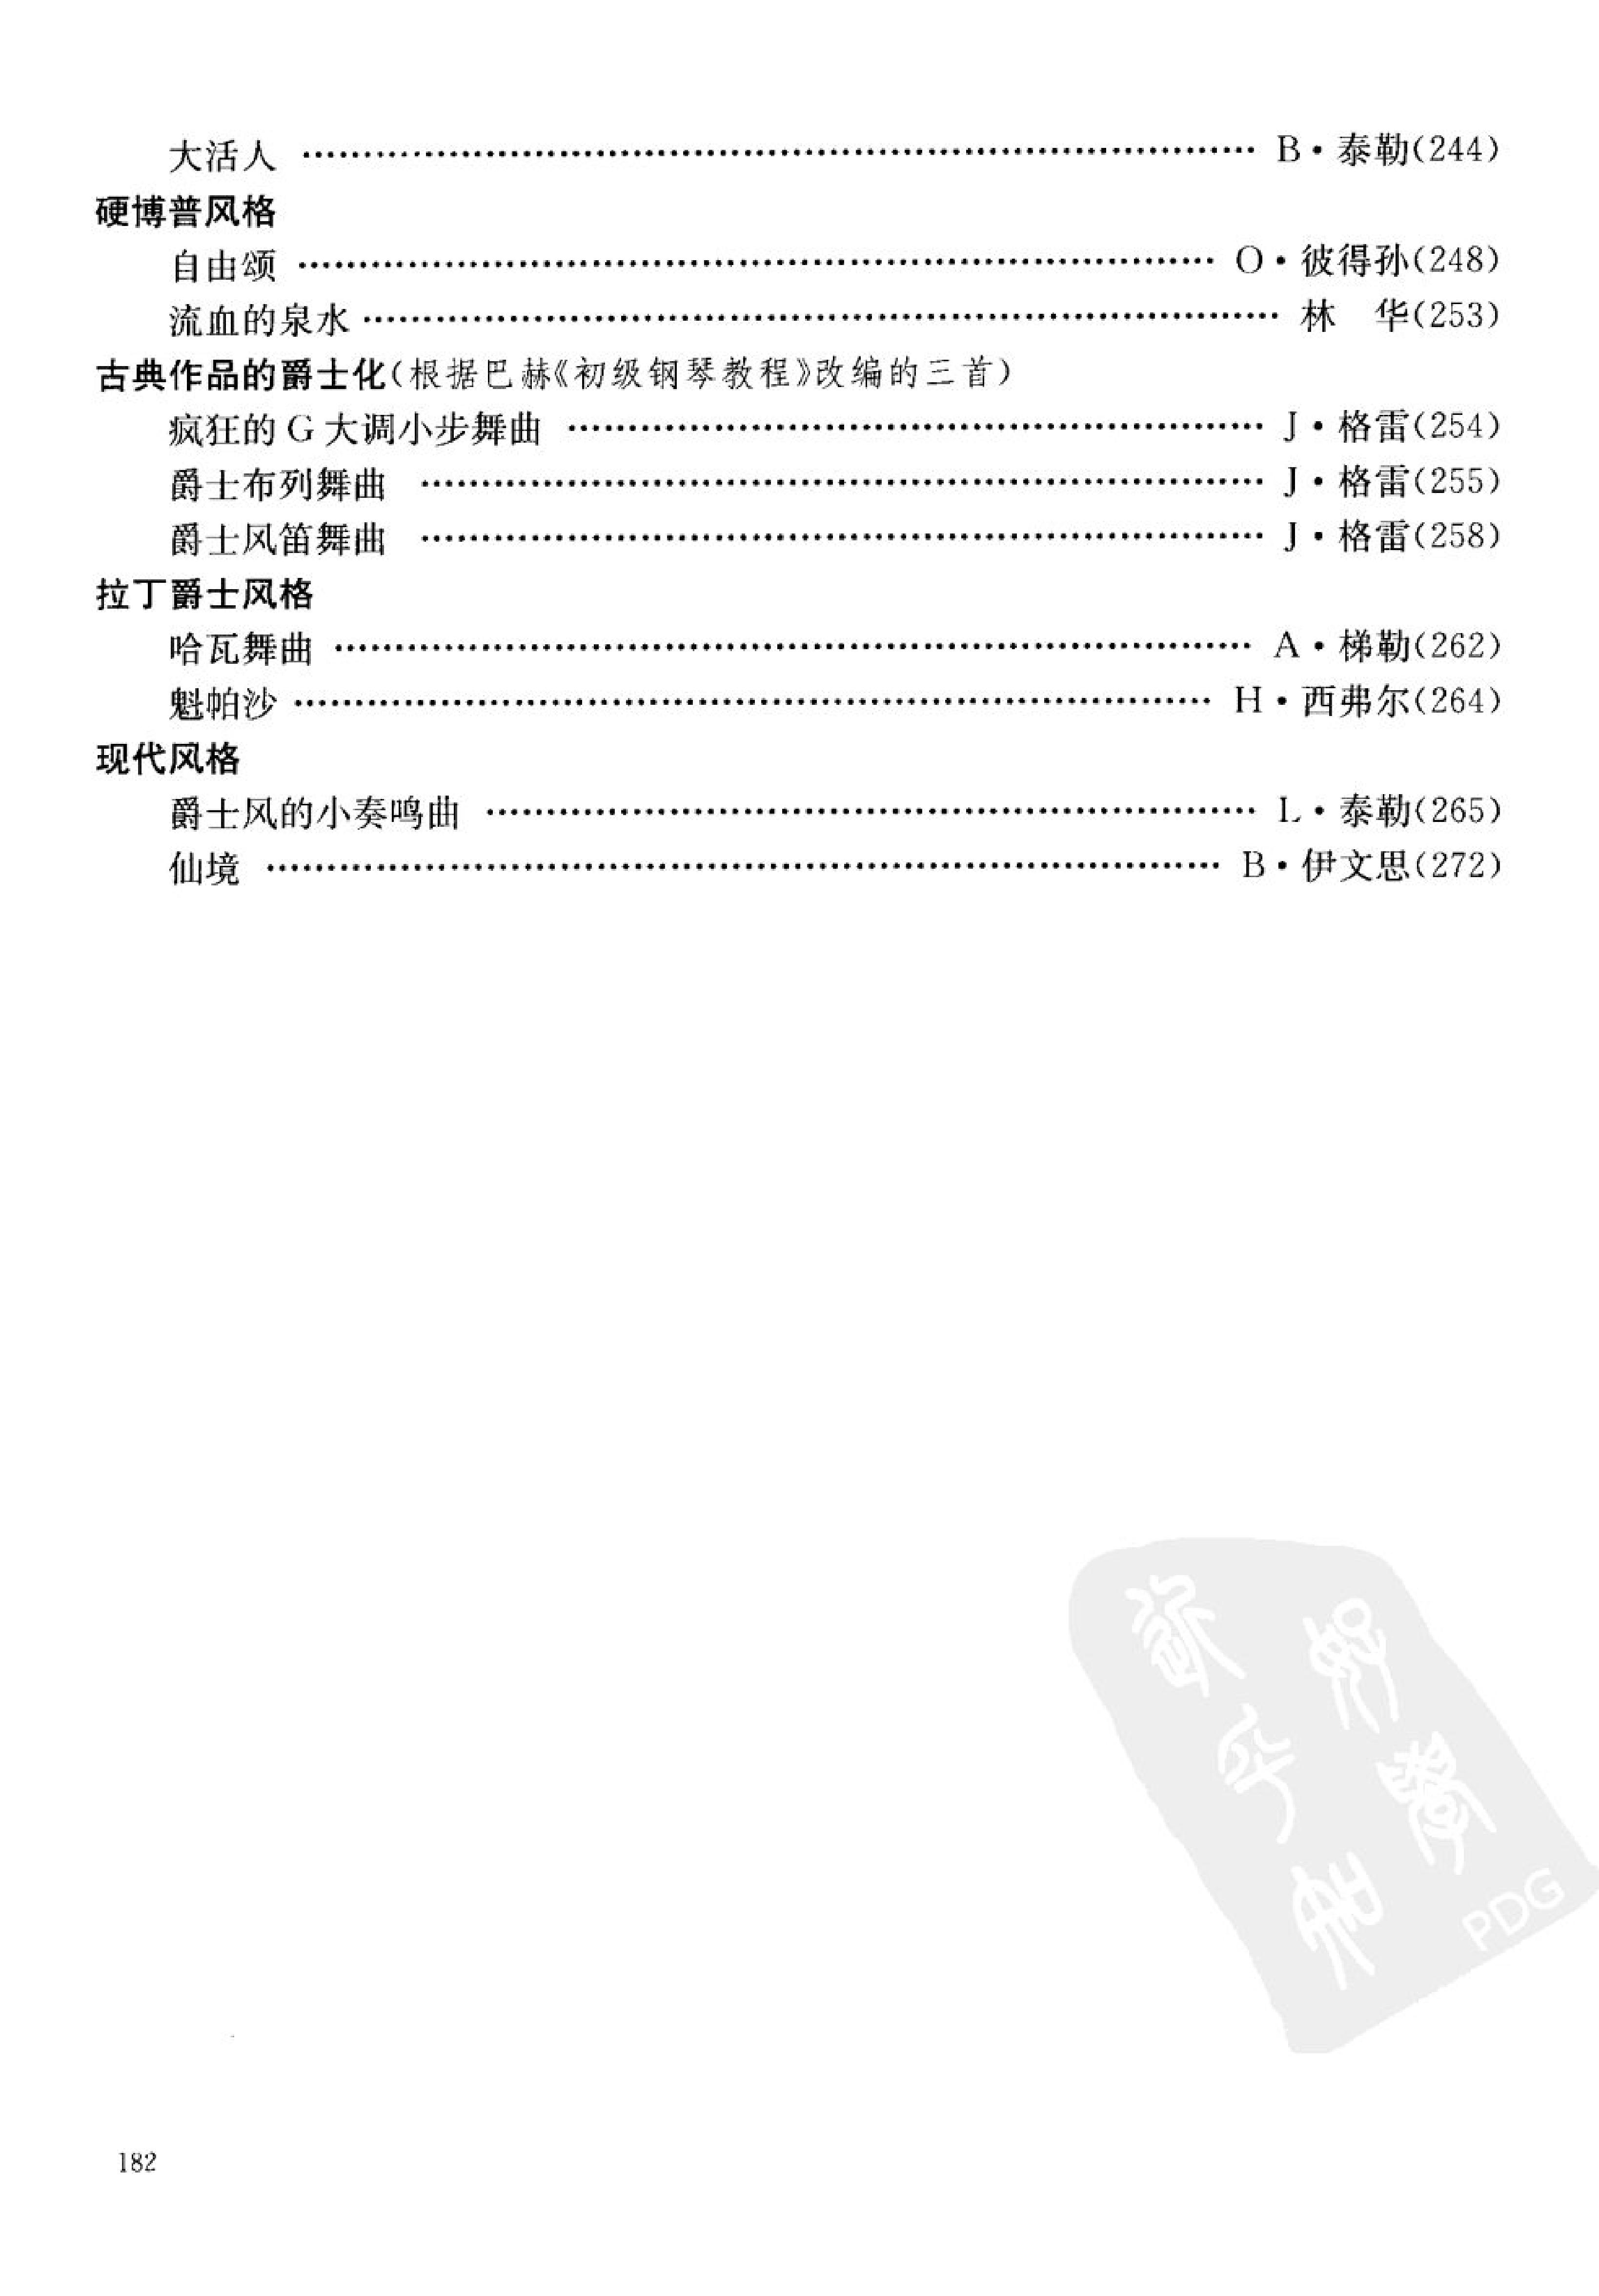 大活人 …… B·泰勒(244)
硬博普风格
自由颂 …… O·彼得孙(248)
流血的泉水 …… 林　华(253)
古典作品的爵士化(根据巴赫《初级钢琴教程》改编的三首)
疯狂的 G 大调小步舞曲 …… J·格雷(254)
爵士布列舞曲 …… J·格雷(255)
爵士风笛舞曲 …… J·格雷(258)
拉丁爵士风格
哈瓦舞曲 …… A·梯勒(262)
魁帕沙 …… H·西弗尔(264)
现代风格
爵士风的小奏鸣曲 …… L·泰勒(265)
仙境 …… B·伊文思(272)
PDG
182